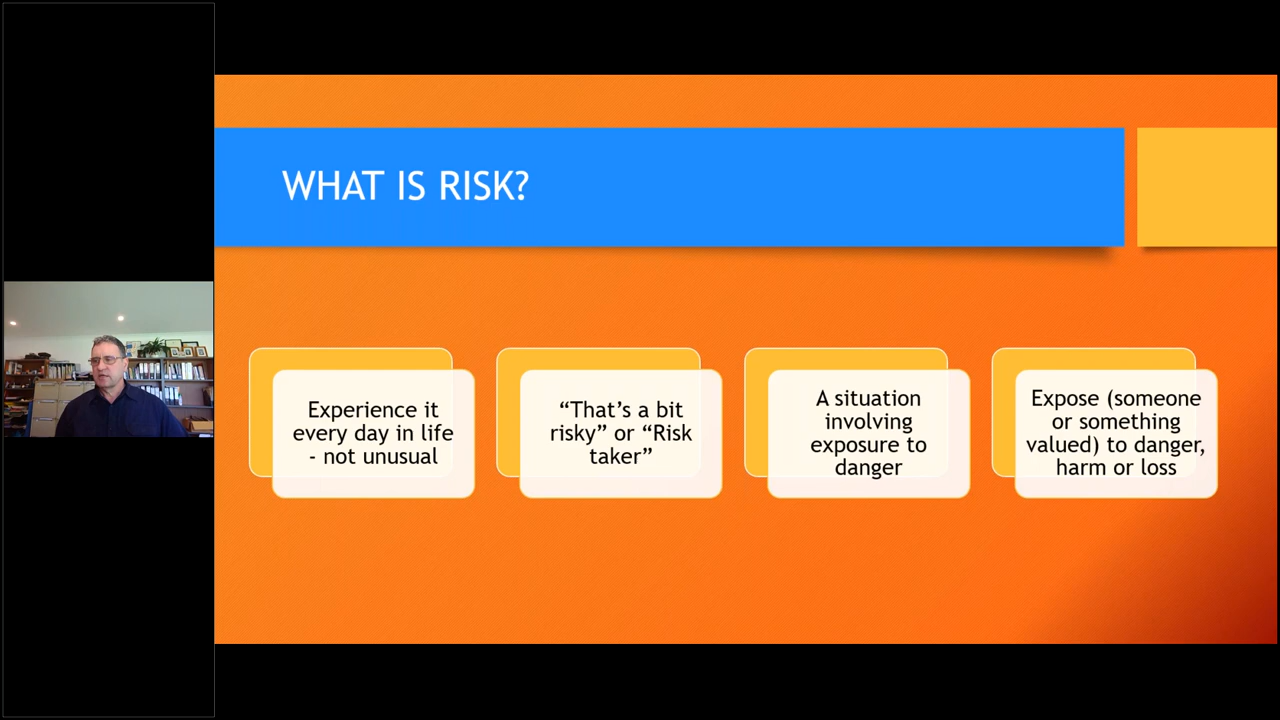 WHAT IS RISK?
Experience it
every day in life
- not unusual
“That’s a bit
risky” or “Risk
taker”
A situation
involving
exposure to
danger
Expose (someone
or something
valued) to danger,
harm or loss